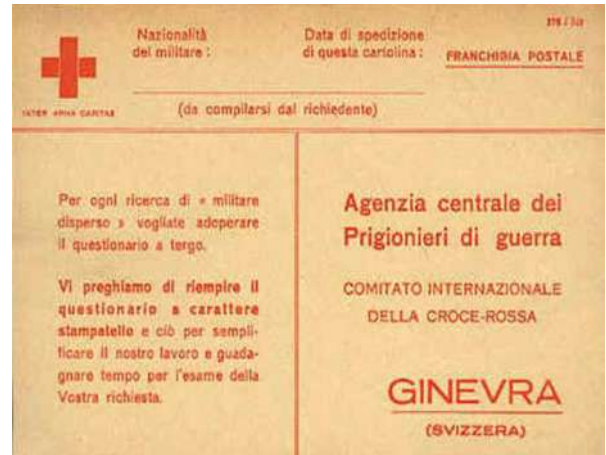 Nazionalità
del militare :
Data di spedizione
di questa cartolina :
FRANCHIGIA POSTALE
INTER ARMA CARITAS
(da compilarsi dal richiedente)
Per ogni ricerca di « militare
disperso » vogliate adoperare
il questionario a tergo.
Vi preghiamo di riempire il
questionario a carattere
stampatello e ciò per sempli-
ficare il nostro lavoro e guada-
gnare tempo per l'esame della
Vostra richiesta.
Agenzia centrale dei
Prigionieri di guerra
COMITATO INTERNAZIONALE
DELLA CROCE-ROSSA
GINEVRA
(SVIZZERA)